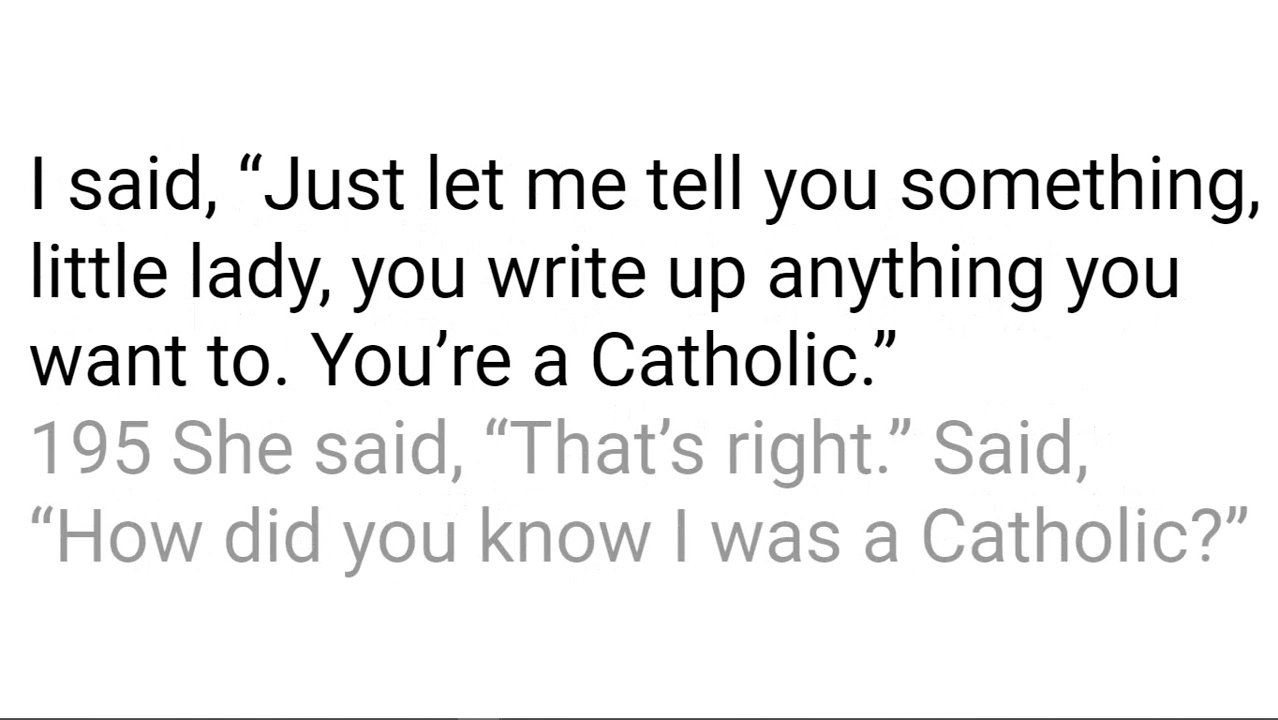 I said, “Just let me tell you something,
little lady, you write up anything you
want to. You’re a Catholic.”
195 She said, “That’s right.” Said,
“How did you know I was a Catholic?”